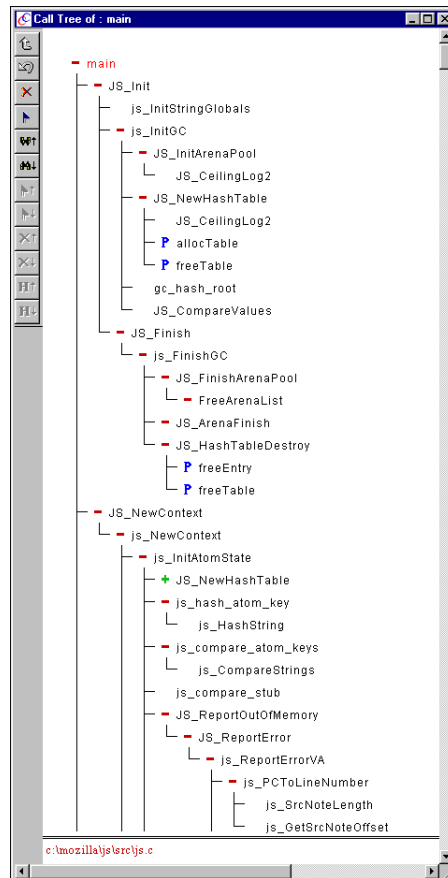 Call Tree of : main
main
JS_Init
js_InitStringGlobals
js_InitGC
JS_InitArenaPool
JS_CeilingLog2
JS_NewHashTable
JS_CeilingLog2
P allocTable
P freeTable
gc_hash_root
JS_CompareValues
JS_Finish
js_FinishGC
JS_FinishArenaPool
FreeArenaList
JS_ArenaFinish
JS_HashTableDestroy
P freeEntry
P freeTable
JS_NewContext
js_NewContext
js_InitAtomState
JS_NewHashTable
js_hash_atom_key
js_HashString
js_compare_atom_keys
js_CompareStrings
js_compare_stub
JS_ReportOutOfMemory
JS_ReportError
js_ReportErrorVA
js_PCToLineNumber
js_SrcNoteLength
js_GetSrcNoteOffset
c:\mozilla\js\src\js.c